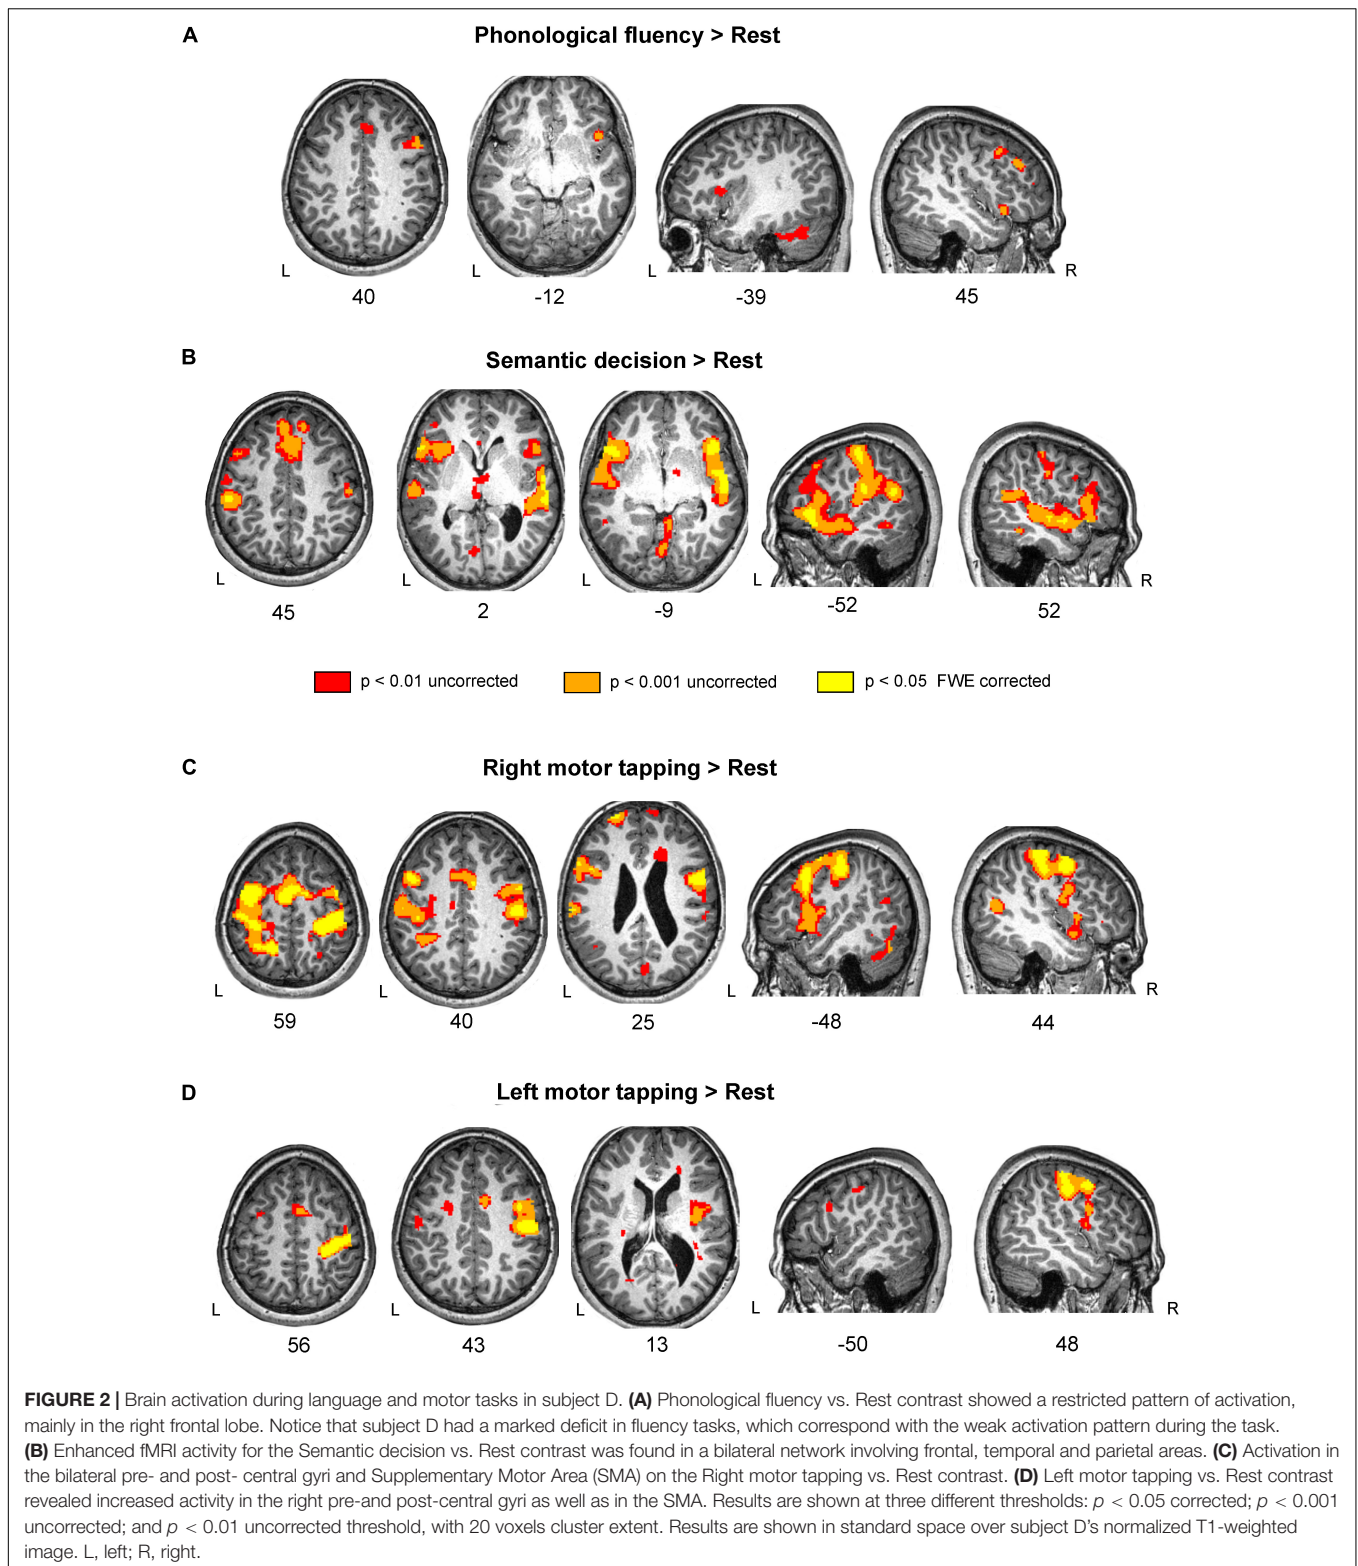 A
Phonological fluency > Rest
L
L
L
R
40
-12
-39
45
B
Semantic decision > Rest
L
L
L
L
R
45
2
-9
-52
52
p < 0.01 uncorrected
p < 0.001 uncorrected
p < 0.05 FWE corrected
C
Right motor tapping > Rest
L
L
L
L
R
59
40
25
-48
44
D
Left motor tapping > Rest
L
L
L
L
R
56
43
13
-50
48
FIGURE 2 | Brain activation during language and motor tasks in subject D. (A) Phonological fluency vs. Rest contrast showed a restricted pattern of activation,
mainly in the right frontal lobe. Notice that subject D had a marked deficit in fluency tasks, which correspond with the weak activation pattern during the task.
(B) Enhanced fMRI activity for the Semantic decision vs. Rest contrast was found in a bilateral network involving frontal, temporal and parietal areas. (C) Activation in
the bilateral pre- and post- central gyri and Supplementary Motor Area (SMA) on the Right motor tapping vs. Rest contrast. (D) Left motor tapping vs. Rest contrast
revealed increased activity in the right pre-and post-central gyri as well as in the SMA. Results are shown at three different thresholds: p < 0.05 corrected; p < 0.001
uncorrected; and p < 0.01 uncorrected threshold, with 20 voxels cluster extent. Results are shown in standard space over subject D's normalized T1-weighted
image. L, left; R, right.